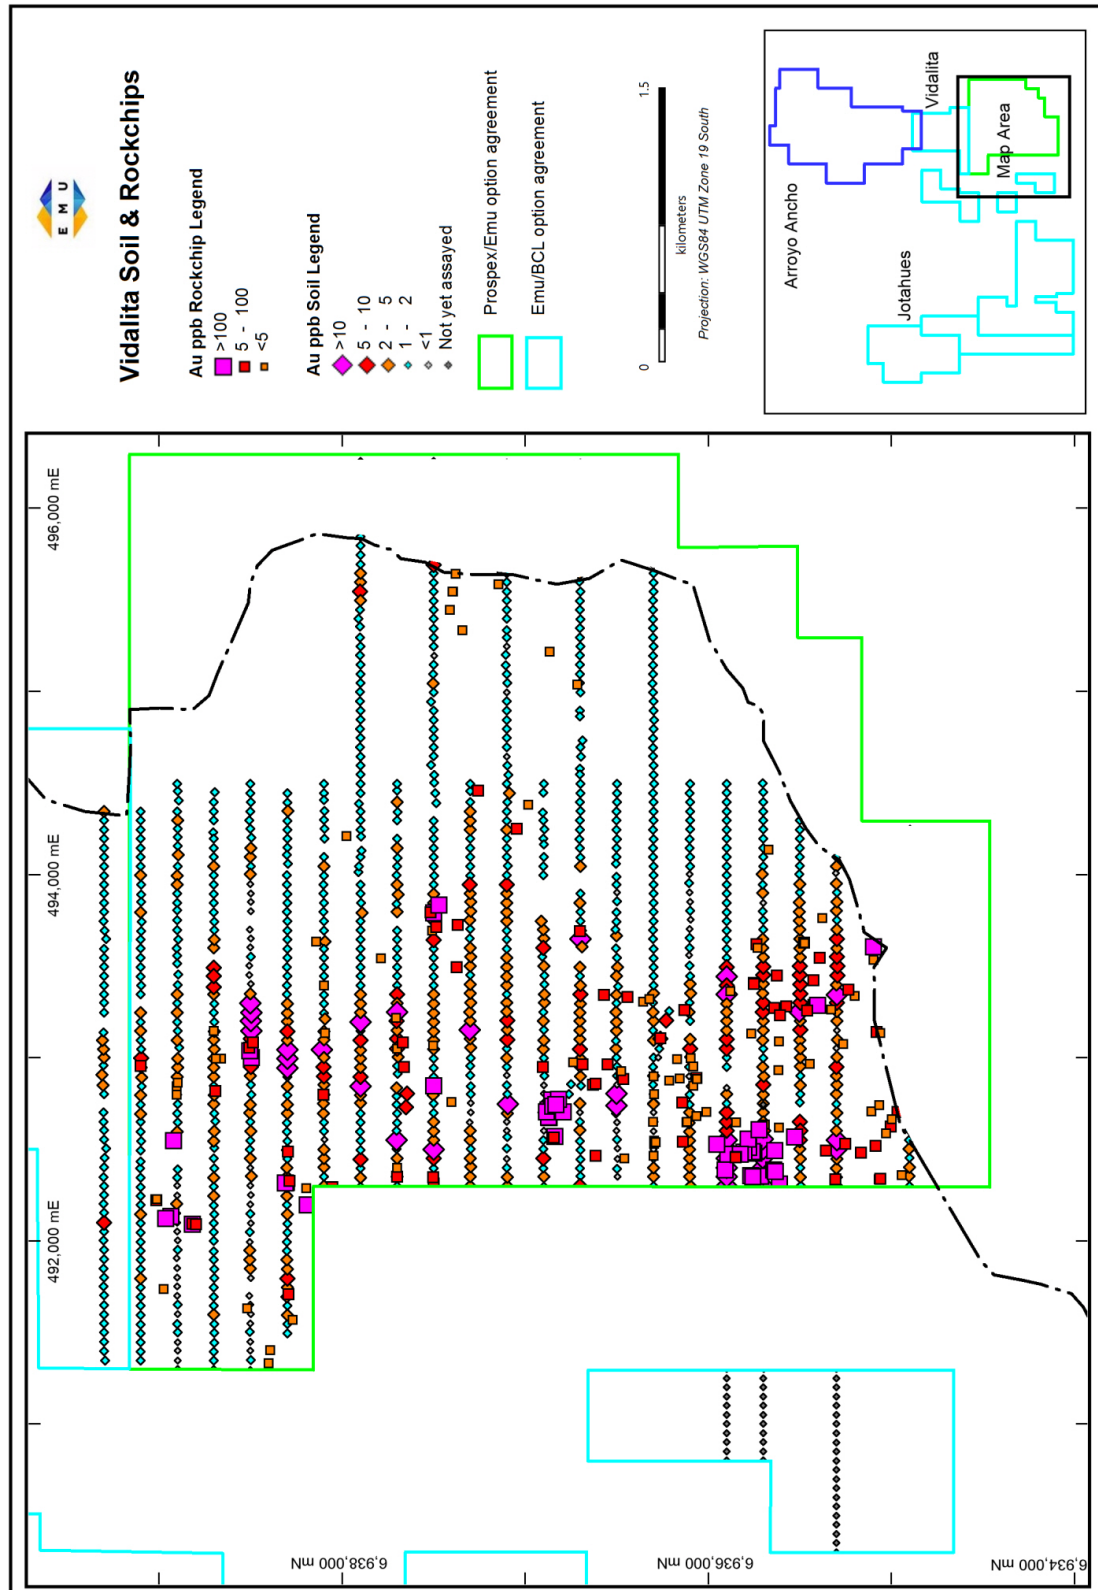 EMU
Vidalita Soil & Rockchips
Au ppb Rockchip Legend
>100
5 - 100
<5
Au ppb Soil Legend
>10
5 - 10
2 - 5
1 - 2
<1
Not yet assayed
Prospex/Emu option agreement
Emu/BCL option agreement
0
1.5
kilometers
Projection: WGS84 UTM Zone 19 South
Arroyo Ancho
Jotahues
Vidalita
Map Area
492,000 mE
494,000 mE
496,000 mE
6,938,000 mN
6,936,000 mN
6,934,000 mN